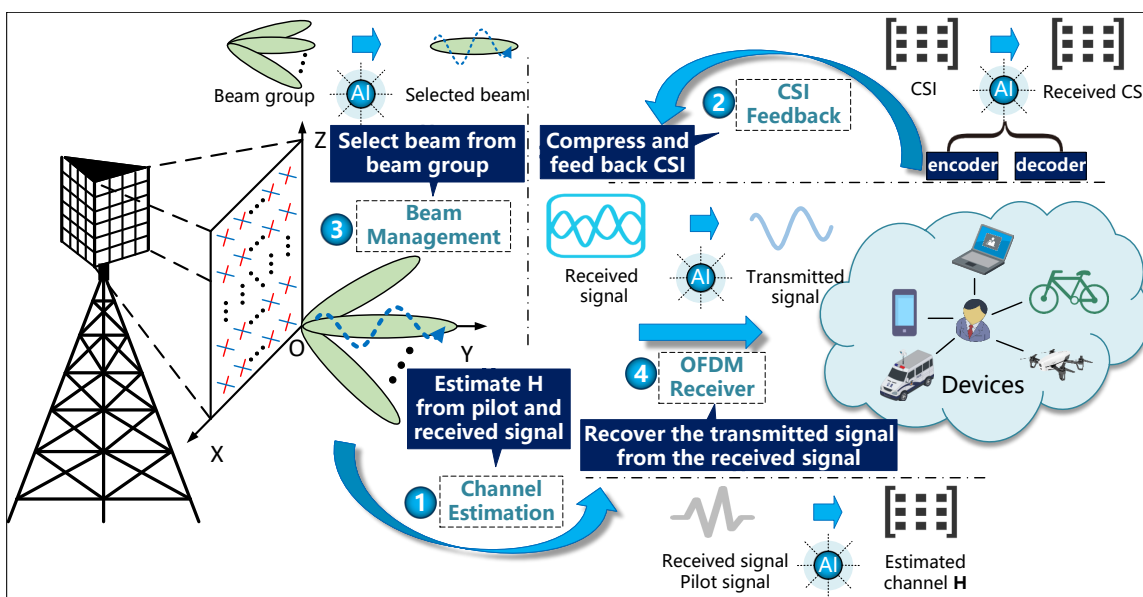 Beam group
AI
Selected beam
Select beam from
beam group
3
Beam
Management
Z
O
Y
X
Estimate H
from pilot and
received signal
1
Channel
Estimation
2
CSI
Feedback
Compress and
feed back CSI
CSI
AI
Received CS
encoder
decoder
Received
signal
AI
Transmitted
signal
4
OFDM
Receiver
Recover the transmitted signal
from the received signal
Devices
Received signal
Pilot signal
AI
Estimated
channel H